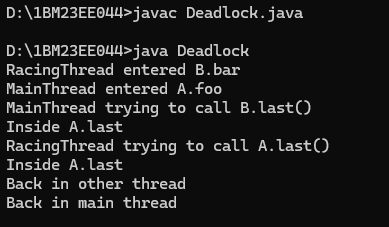 D:\1BM23EE044>javac Deadlock.java
D:\1BM23EE044>java Deadlock
RacingThread entered B.bar
MainThread entered A.foo
MainThread trying to call B.last()
Inside A.last
RacingThread trying to call A.last()
Inside A.last
Back in other thread
Back in main thread